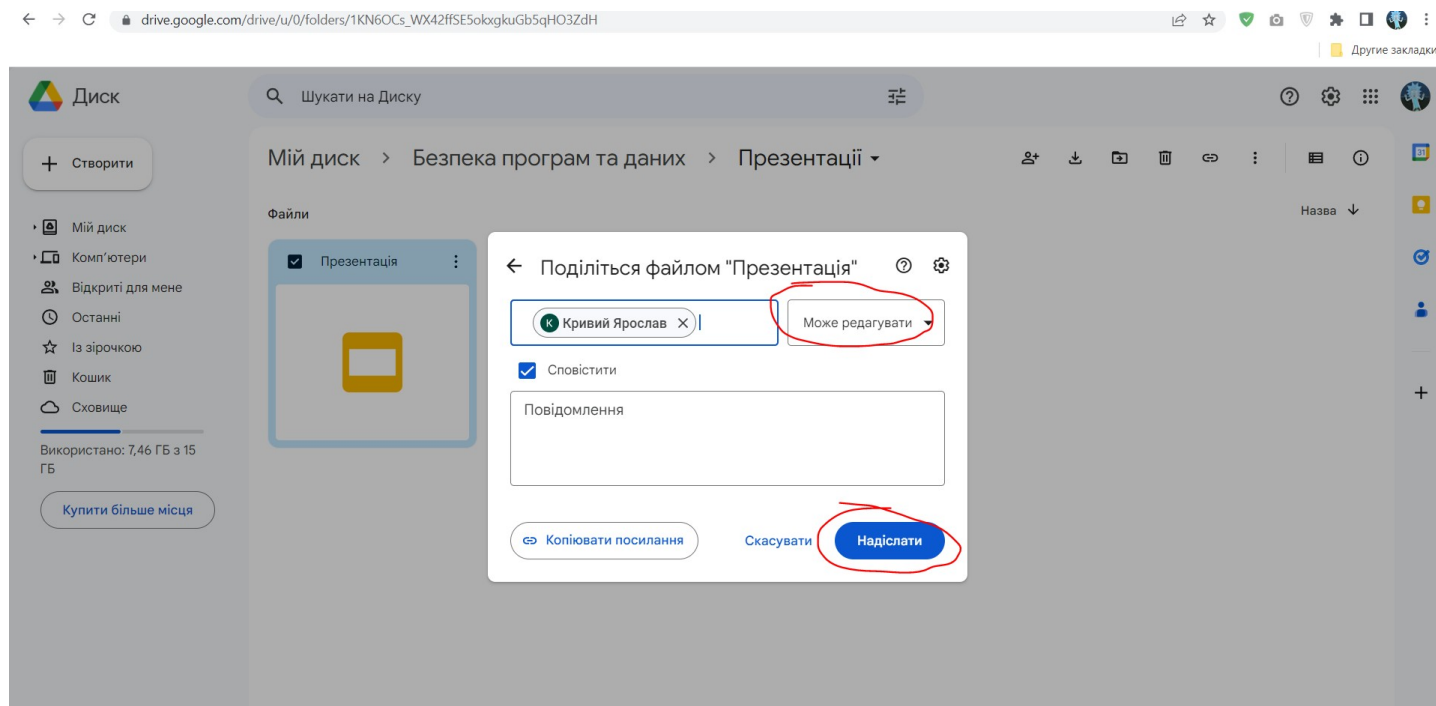 drive.google.com/drive/u/0/folders/1KN6OCs_WX42ffSE5okxgkuGb5qHO3ZdH
Другие закладки
Диск
Шукати на Диску
Створити
Мій диск > Безпека програм та даних > Презентації
Файли
Назва
31
Мій диск
Комп'ютери
Відкриті для мене
Останні
Із зірочкою
Кошик
Сховище
Використано: 7,46 ГБ з 15
ГБ
Купити більше місця
Презентація
Поділіться файлом "Презентація"
К Кривий Ярослав
Може редагувати
Сповістити
Повідомлення
Копіювати посилання
Скасувати
Надіслати